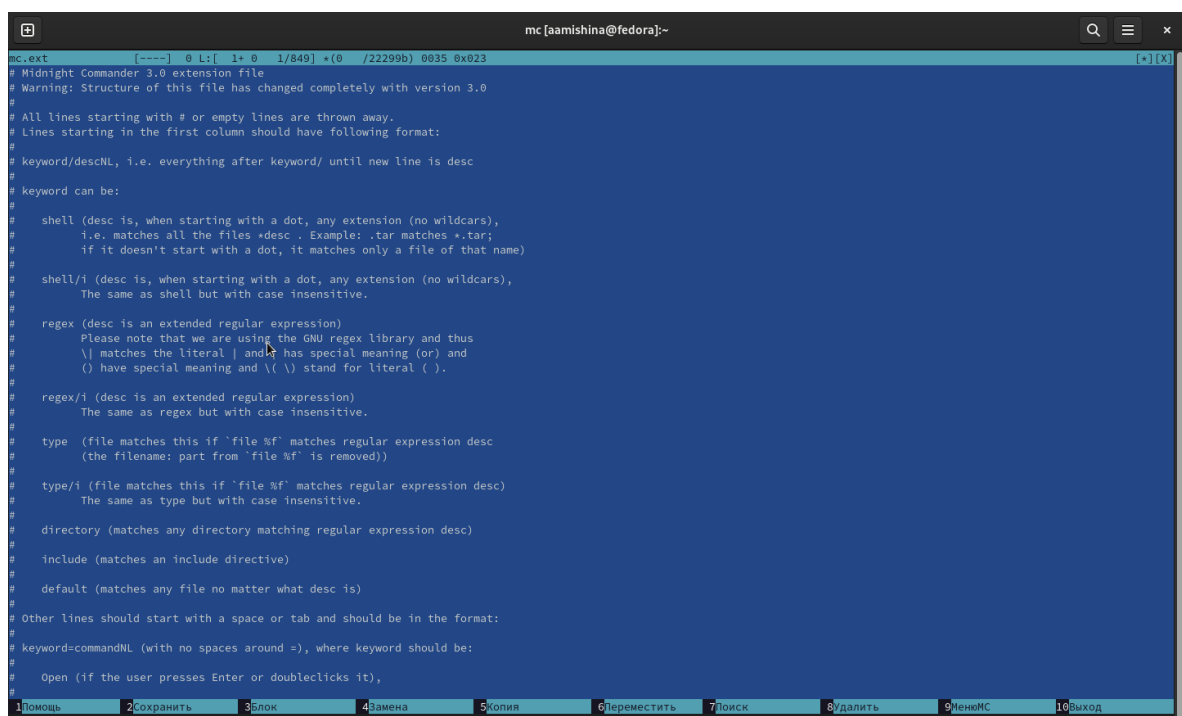 mc [aamishina@fedora]:~
mc.ext [----] 0 L:[ 1+ 0 1/849] *(0 /22299b) 0035 0x023 [*][X]
# Midnight Commander 3.0 extension file
# Warning: Structure of this file has changed completely with version 3.0
#
# All lines starting with # or empty lines are thrown away.
# Lines starting in the first column should have following format:
#
# keyword/descNL, i.e. everything after keyword/ until new line is desc
#
# keyword can be:
#
# shell (desc is, when starting with a dot, any extension (no wildcars),
# i.e. matches all the files *desc . Example: .tar matches *.tar;
# if it doesn't start with a dot, it matches only a file of that name)
#
# shell/i (desc is, when starting with a dot, any extension (no wildcars),
# The same as shell but with case insensitive.
#
# regex (desc is an extended regular expression)
# Please note that we are using the GNU regex library and thus
# \| matches the literal | and has special meaning (or) and
# () have special meaning and \( \) stand for literal ( ).
#
# regex/i (desc is an extended regular expression)
# The same as regex but with case insensitive.
#
# type (file matches this if `file %f` matches regular expression desc
# (the filename: part from `file %f` is removed))
#
# type/i (file matches this if `file %f` matches regular expression desc)
# The same as type but with case insensitive.
#
# directory (matches any directory matching regular expression desc)
#
# include (matches an include directive)
#
# default (matches any file no matter what desc is)
#
# Other lines should start with a space or tab and should be in the format:
#
# keyword=commandNL (with no spaces around =), where keyword should be:
#
# Open (if the user presses Enter or doubleclicks it),
#
1Помощь 2Сохранить 3Блок 4Замена 5Копия 6Переместить 7Поиск 8Удалить 9МенюMC 10Выход